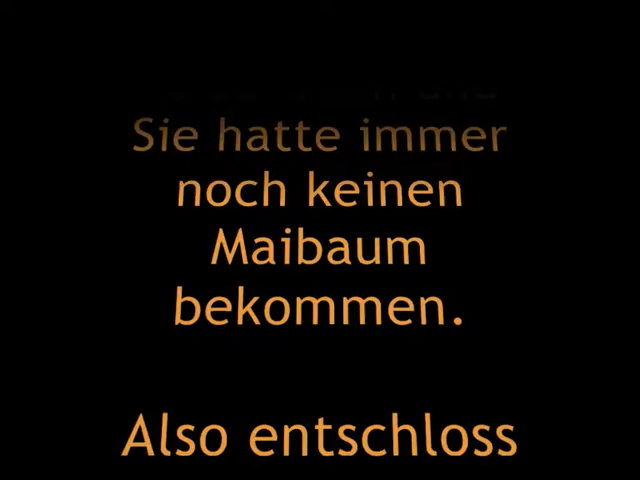 Sie hatte immer
noch keinen
Maibaum
bekommen.
Also entschloss